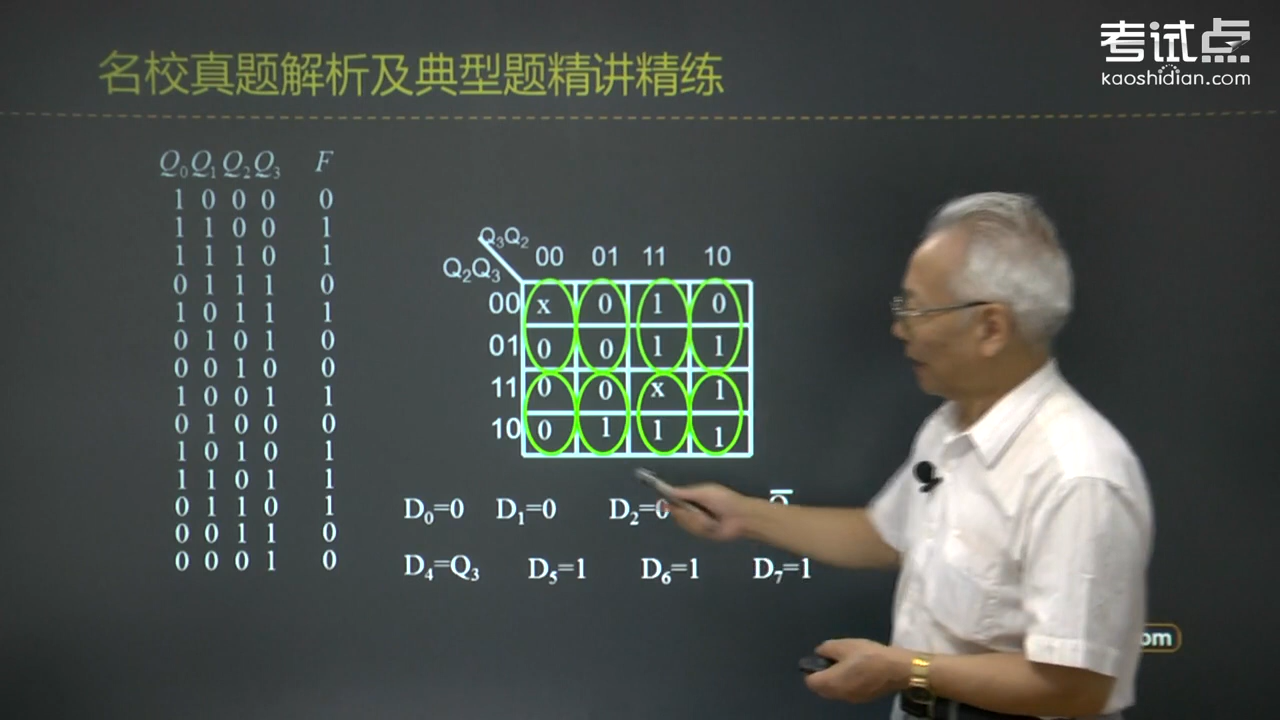 考试点
kaoshidian.com
名校真题解析及典型题精讲精练
Q₀Q₁Q₂Q₃ F
1 0 0 0 0
1 1 0 0 1
1 1 1 0 1
0 1 1 1 0
1 0 1 1 1
0 1 0 1 0
0 0 1 0 0
1 0 0 1 1
0 1 0 0 0
1 0 1 0 1
1 1 0 1 1
0 1 1 0 1
0 0 1 1 0
0 0 0 1 0
Q₃Q₂ 00 01 11 10
Q₂Q₃
00 x 0 1 0
01 0 0 1 1
11 0 0 x 1
10 0 1 1 1
D₀=0 D₁=0 D₂=0
D₄=Q₃ D₅=1 D₆=1 D₇=1
om